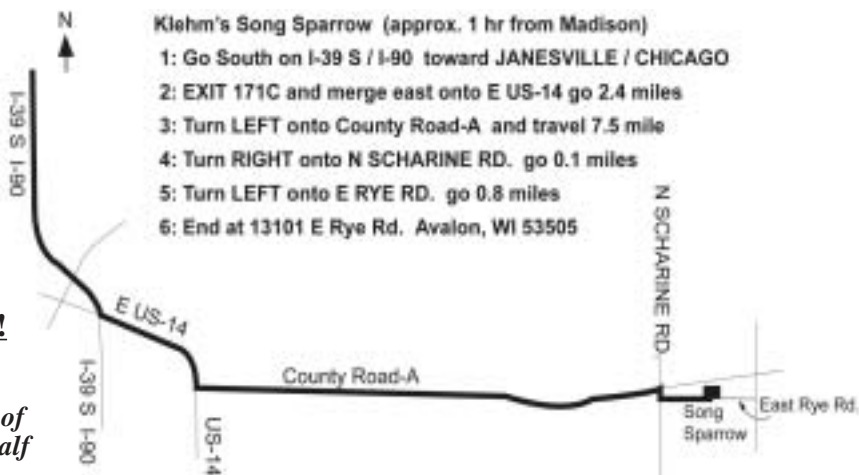 N
Klehm's Song Sparrow (approx. 1 hr from Madison)
1: Go South on I-39 S / I-90 toward JANESVILLE / CHICAGO
2: EXIT 171C and merge east onto E US-14 go 2.4 miles
3: Turn LEFT onto County Road-A and travel 7.5 mile
4: Turn RIGHT onto N SCHARINE RD. go 0.1 miles
5: Turn LEFT onto E RYE RD. go 0.8 miles
6: End at 13101 E Rye Rd. Avalon, WI 53505
I-39 S I-90
N SCHARINE RD
!
E US-14
I-39 S I-90
County Road-A
US-14
Song
Sparrow
East Rye Rd.
of
alf